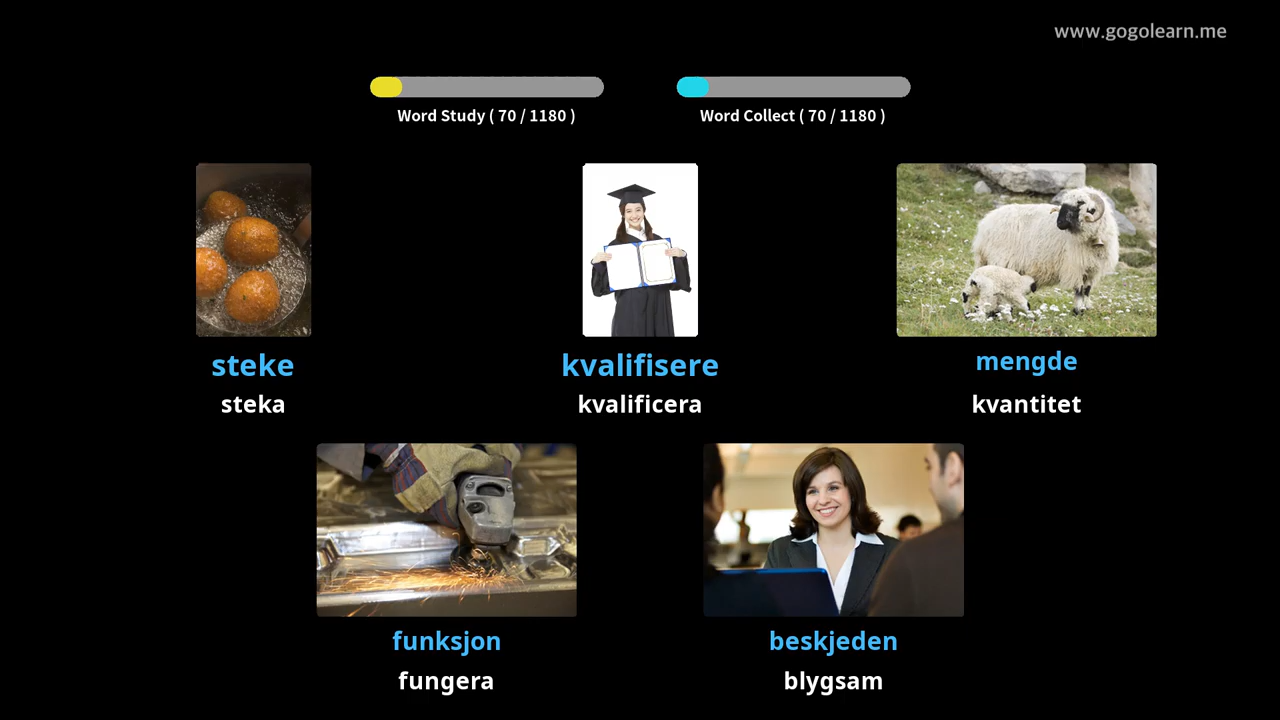 www.gogolearn.me
Word Study ( 70 / 1180 )
Word Collect ( 70 / 1180 )
steke
steka
kvalifisere
kvalificera
mengde
kvantitet
funksjon
fungera
beskjeden
blygsam